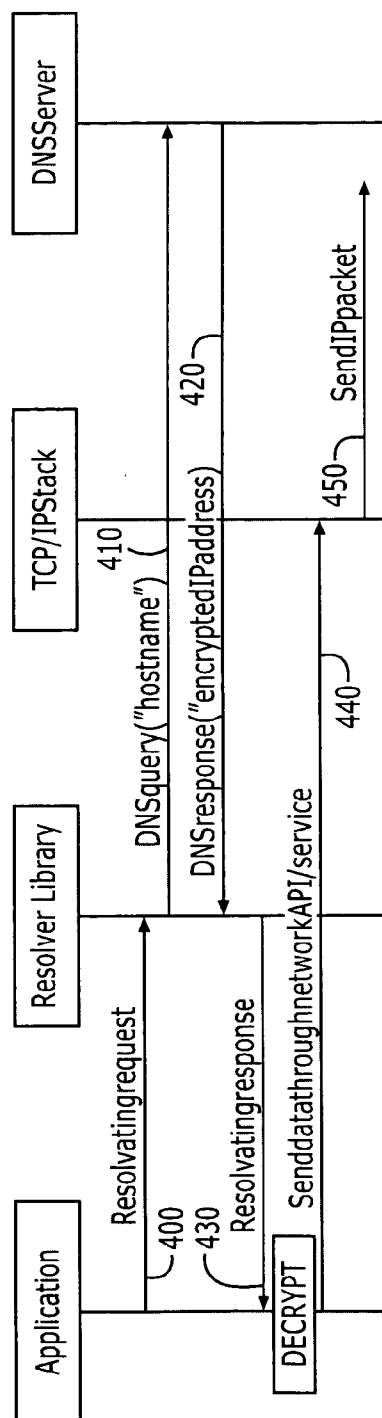 Application
Resolver Library
TCP/IPStack
DNSServer
Resolvatingrequest
400
DNSquery("hostname")
410
DNSresponse("encryptedIPaddress)
420
Resolvatingresponse
430
DECRYPT
SenddatathroughnetworkAPI/service
440
SendIPpacket
450